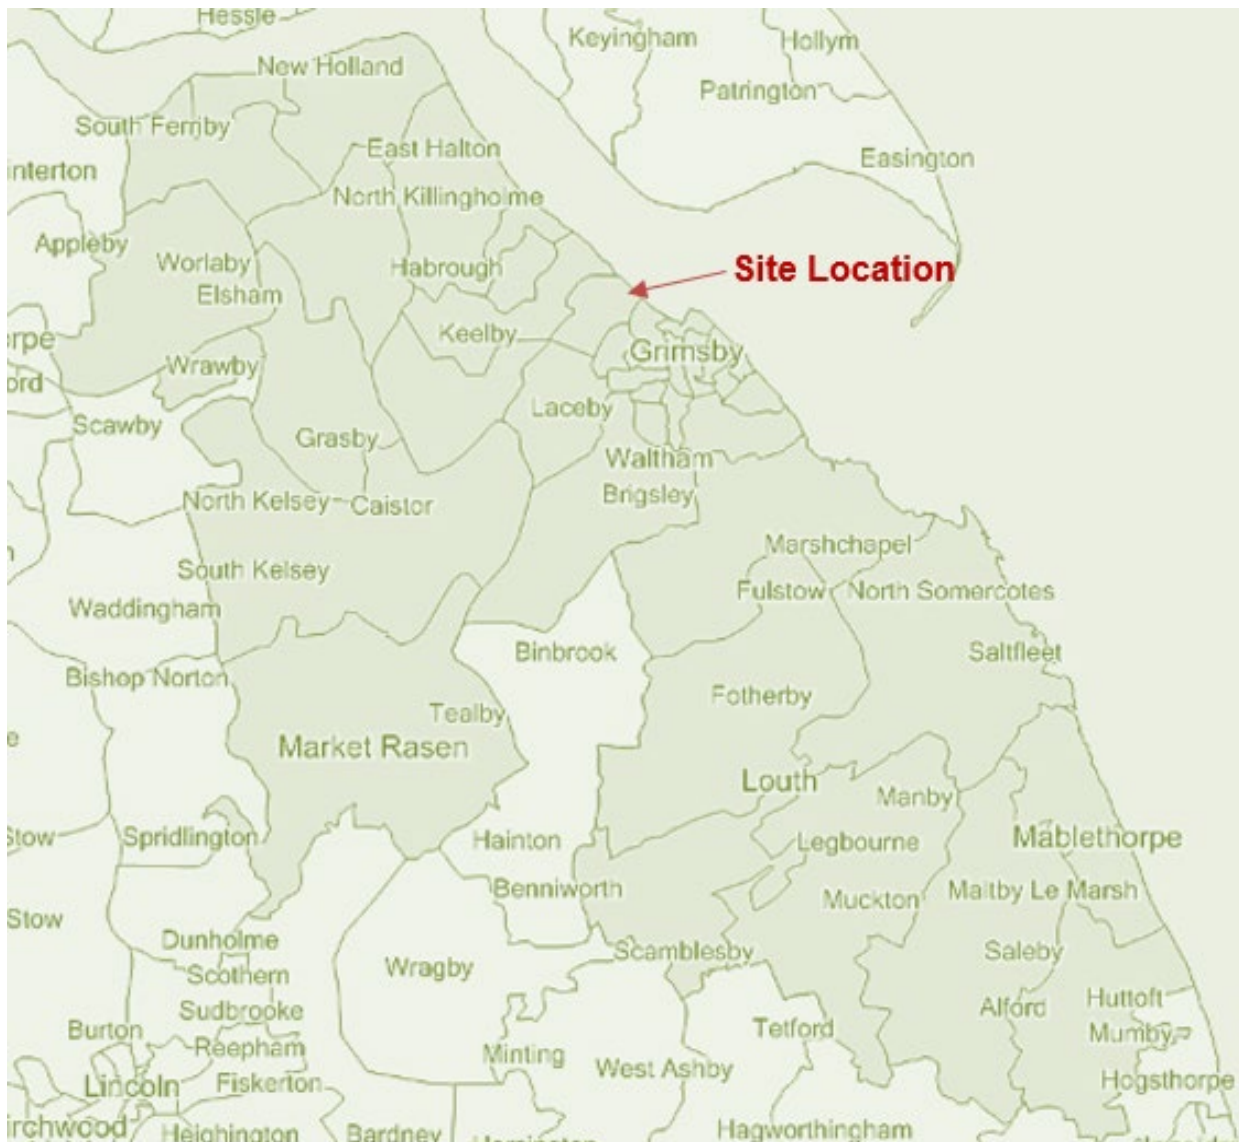 Hessle
Keyingham
Hollym
New Holland
Patrington
South Ferriby
East Halton
Easington
interton
North Killingholme
Appleby
Worlaby
Habrough
Site Location
Elsham
Keelby
rpe
Grimsby
Wrawby
ord
Laceby
Scawby
Grasby
Waltham
Brigsley
North Kelsey
Caistor
Marshchapel
South Kelsey
Fulstow
North Somercotes
Waddingham
Binbrook
Saltfleet
Bishop Norton
Fotherby
Tealby
Market Rasen
Louth
Manby
Stow
Spridlington
Hainton
Legbourne
Mablethorpe
Benniworth
Muckton
Maltby Le Marsh
Stow
Dunholme
Scamblesby
Saleby
Wragby
Scothern
Sudbrooke
Alford
Huttoft
Burton
Tetford
Mumby
Reepham
Minting
West Ashby
Lincoln
Fiskerton
Hogsthorpe
irchwood
Heighington
Bardney
Hagworthingham